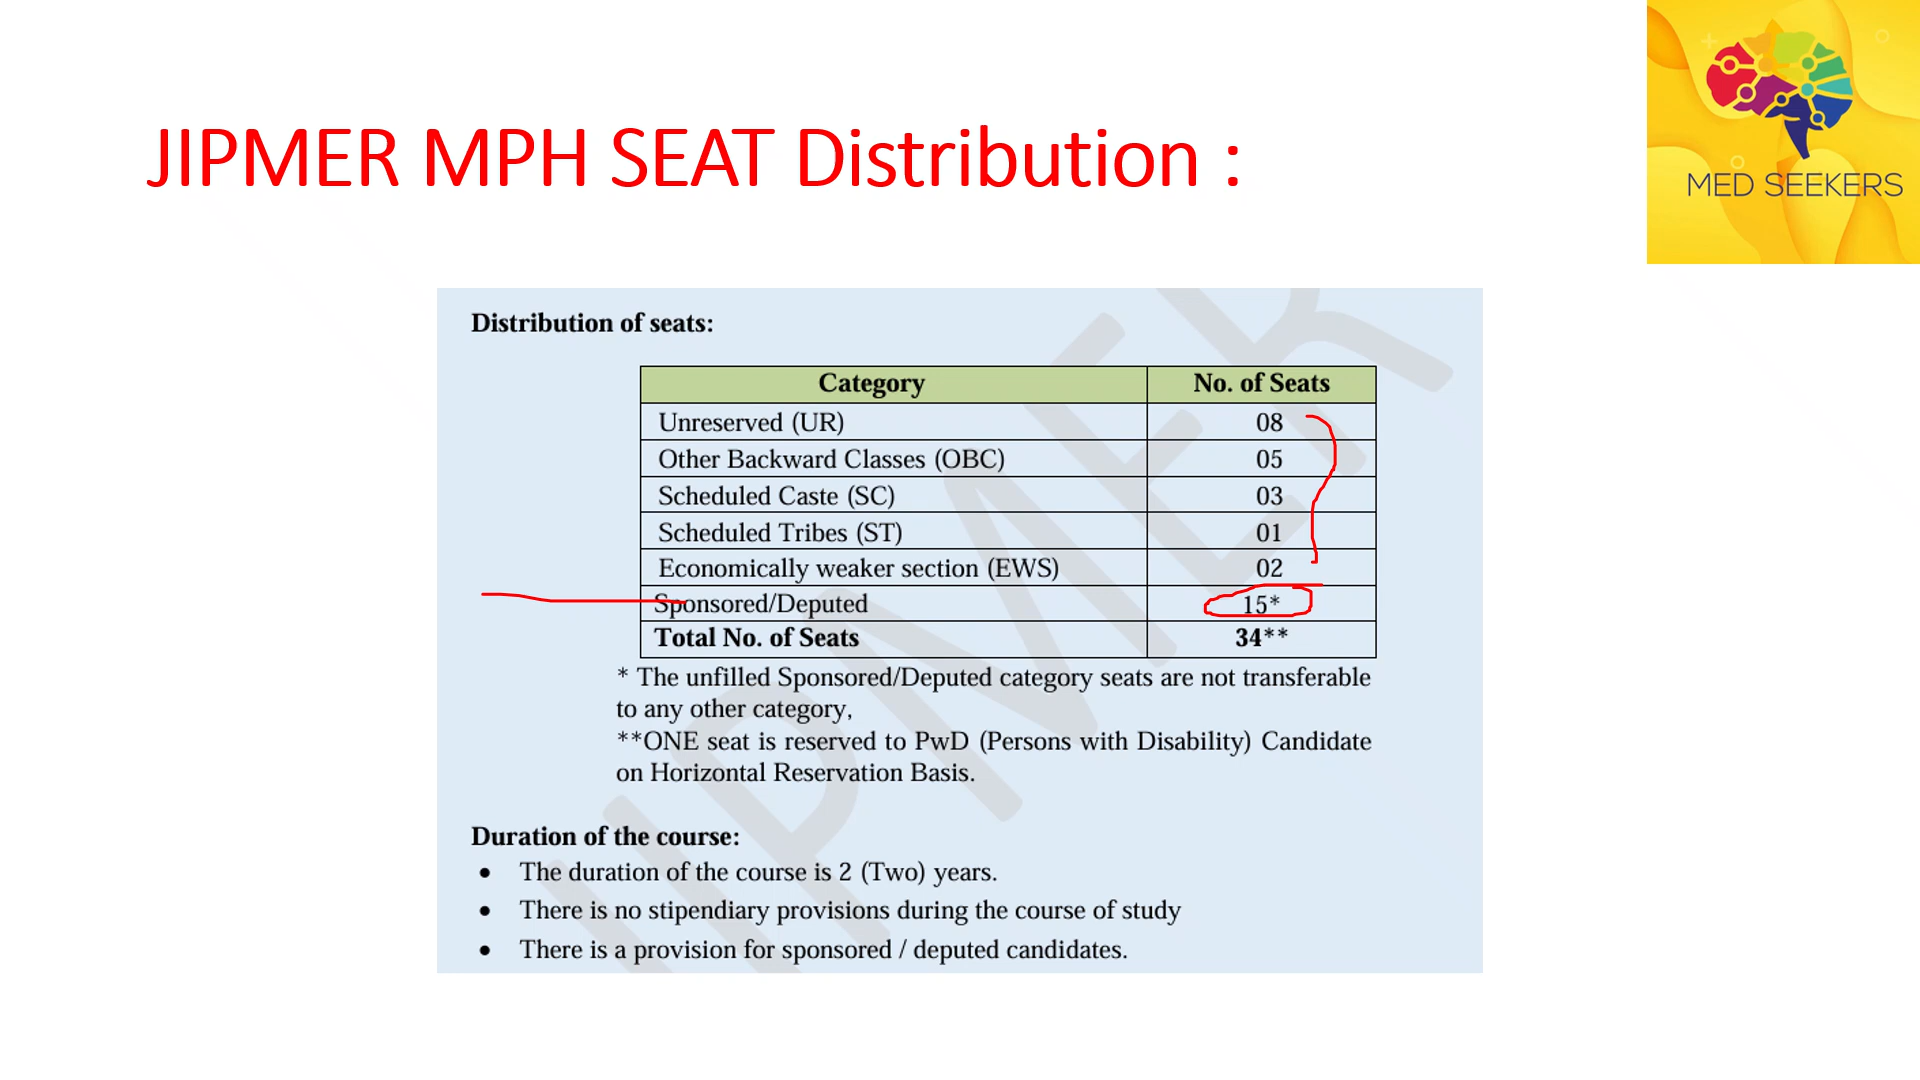 JIPMER MPH SEAT Distribution :
MED SEEKERS
Distribution of seats:
Category No. of Seats
Unreserved (UR) 08
Other Backward Classes (OBC) 05
Scheduled Caste (SC) 03
Scheduled Tribes (ST) 01
Economically weaker section (EWS) 02
Sponsored/Deputed 15*
Total No. of Seats 34**
* The unfilled Sponsored/Deputed category seats are not transferable
to any other category,
**ONE seat is reserved to PwD (Persons with Disability) Candidate
on Horizontal Reservation Basis.
Duration of the course:
• The duration of the course is 2 (Two) years.
• There is no stipendiary provisions during the course of study
• There is a provision for sponsored / deputed candidates.
JIPMER